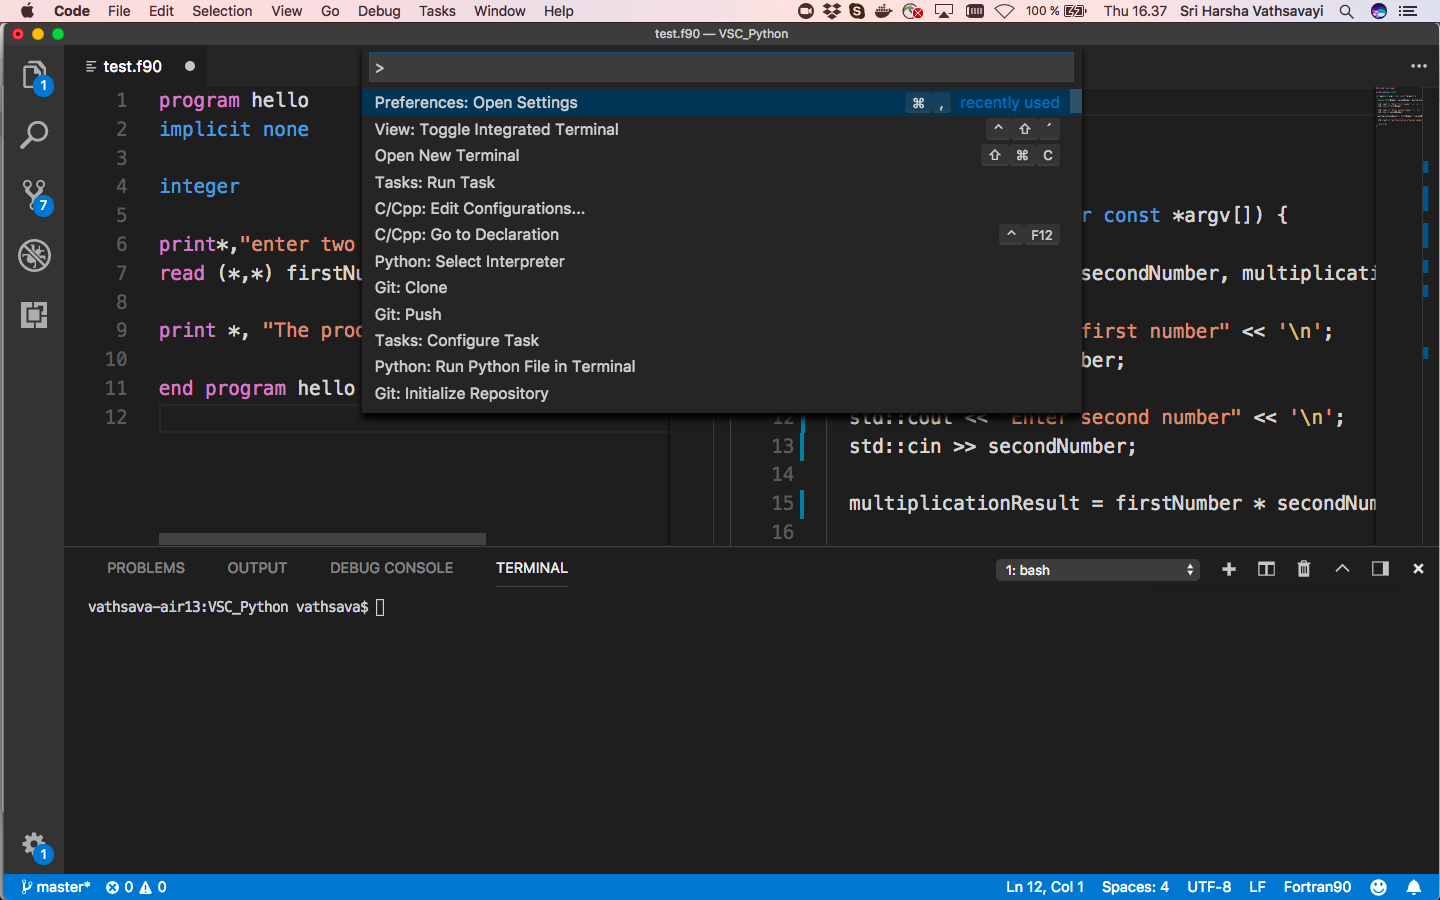 Code File Edit Selection View Go Debug Tasks Window Help 100 % Thu 16.37 Sri Harsha Vathsavayi
test.f90 — VSC_Python
test.f90
>
Preferences: Open Settings ⌘ , recently used
View: Toggle Integrated Terminal ^ ⇧ ´
Open New Terminal ⇧ ⌘ C
Tasks: Run Task
C/Cpp: Edit Configurations...
C/Cpp: Go to Declaration ^ F12
Python: Select Interpreter
Git: Clone
Git: Push
Tasks: Configure Task
Python: Run Python File in Terminal
Git: Initialize Repository
1 program hello
2 implicit none
3
4 integer
5
6 print*,"enter two
7 read (*,*) firstNu
8
9 print *, "The prod
10
11 end program hello
12
r const *argv[]) {
secondNumber, multiplicati
first number" << '\n';
ber;
12 std::cout << "Enter second number" << '\n';
13 std::cin >> secondNumber;
14
15 multiplicationResult = firstNumber * secondNum
16
PROBLEMS OUTPUT DEBUG CONSOLE TERMINAL 1: bash
vathsava-air13:VSC_Python vathsava$
1
7
1
master* 0 0 Ln 12, Col 1 Spaces: 4 UTF-8 LF Fortran90